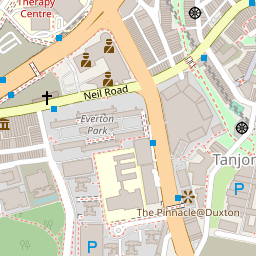 Therapy
Centre
Neil Road
Everton
Park
Tanjon
The Pinnacle@Duxton
P
P